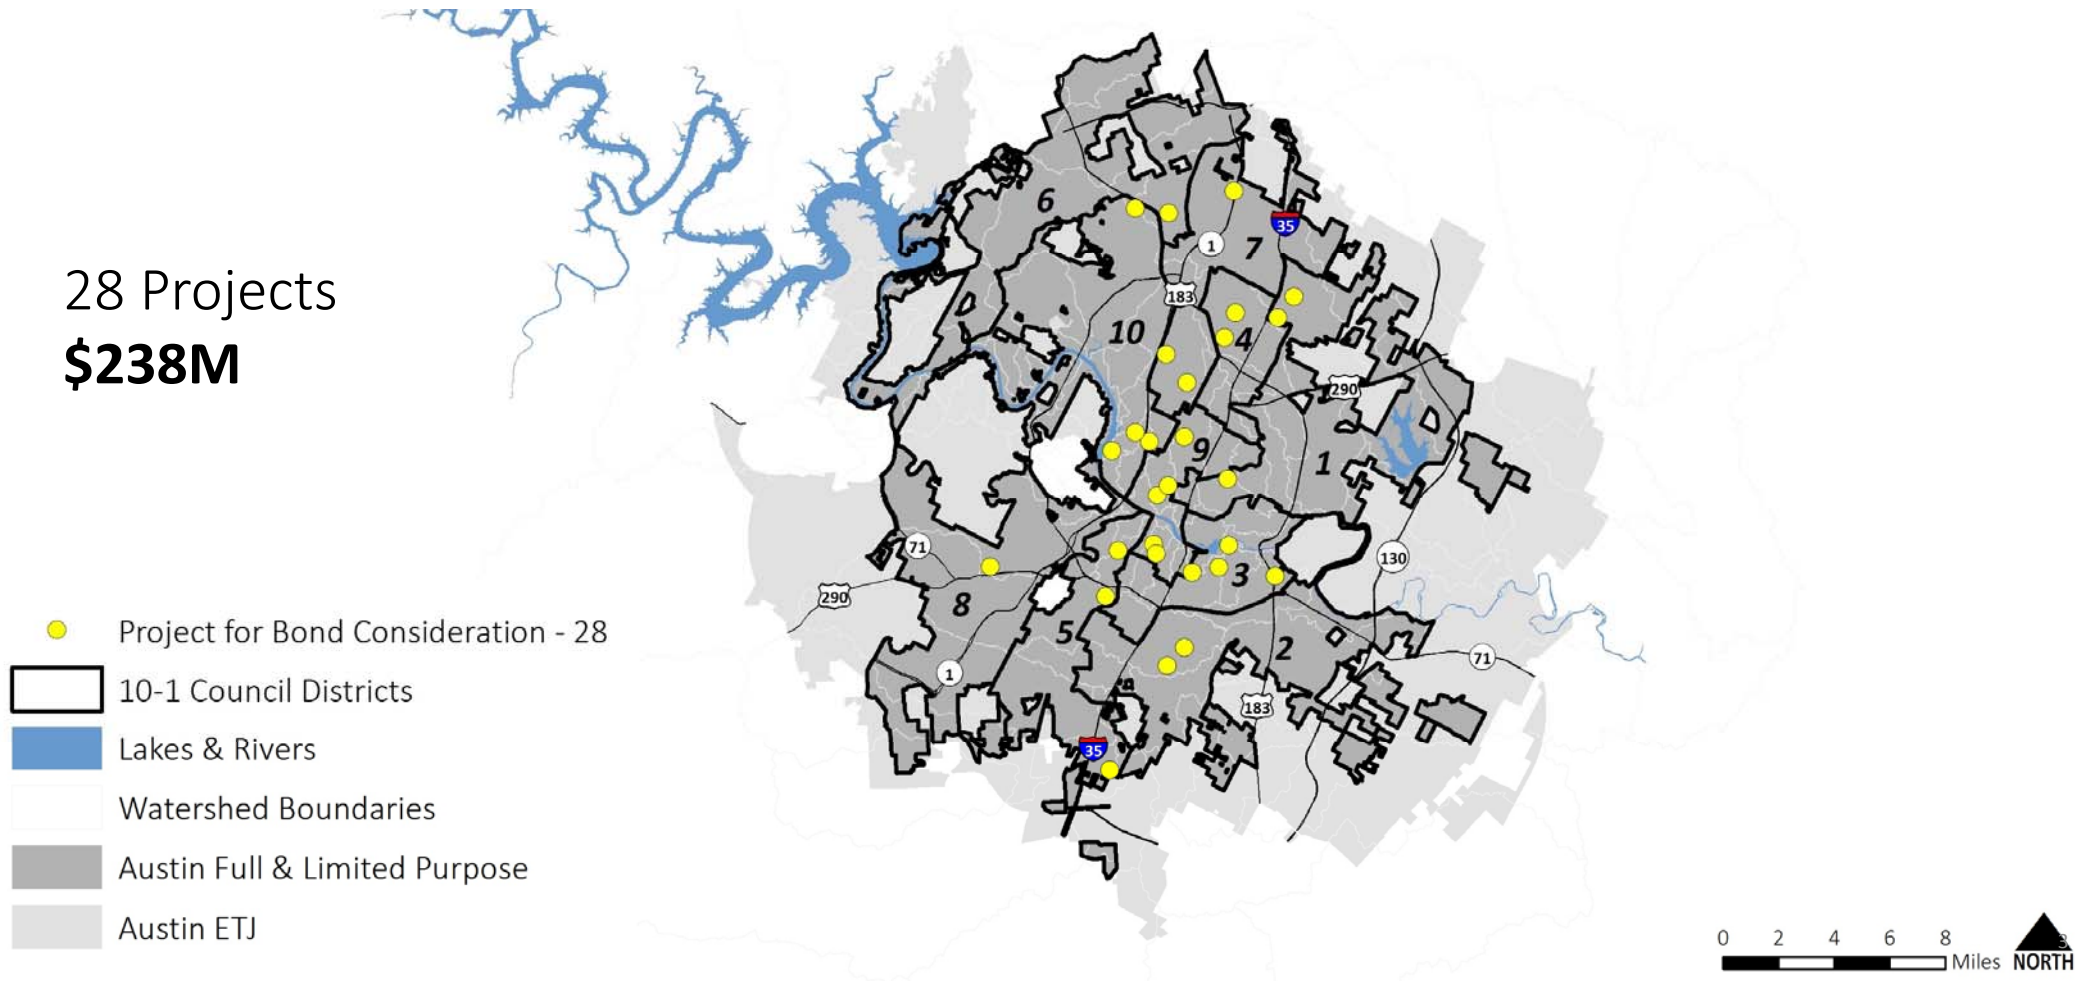 28 Projects
$238M
Project for Bond Consideration - 28
10-1 Council Districts
Lakes & Rivers
Watershed Boundaries
Austin Full & Limited Purpose
Austin ETJ
6
35
1
7
183
10
4
290
9
1
71
130
3
290
8
5
2
71
1
183
35
0 2 4 6 8
Miles
NORTH
3